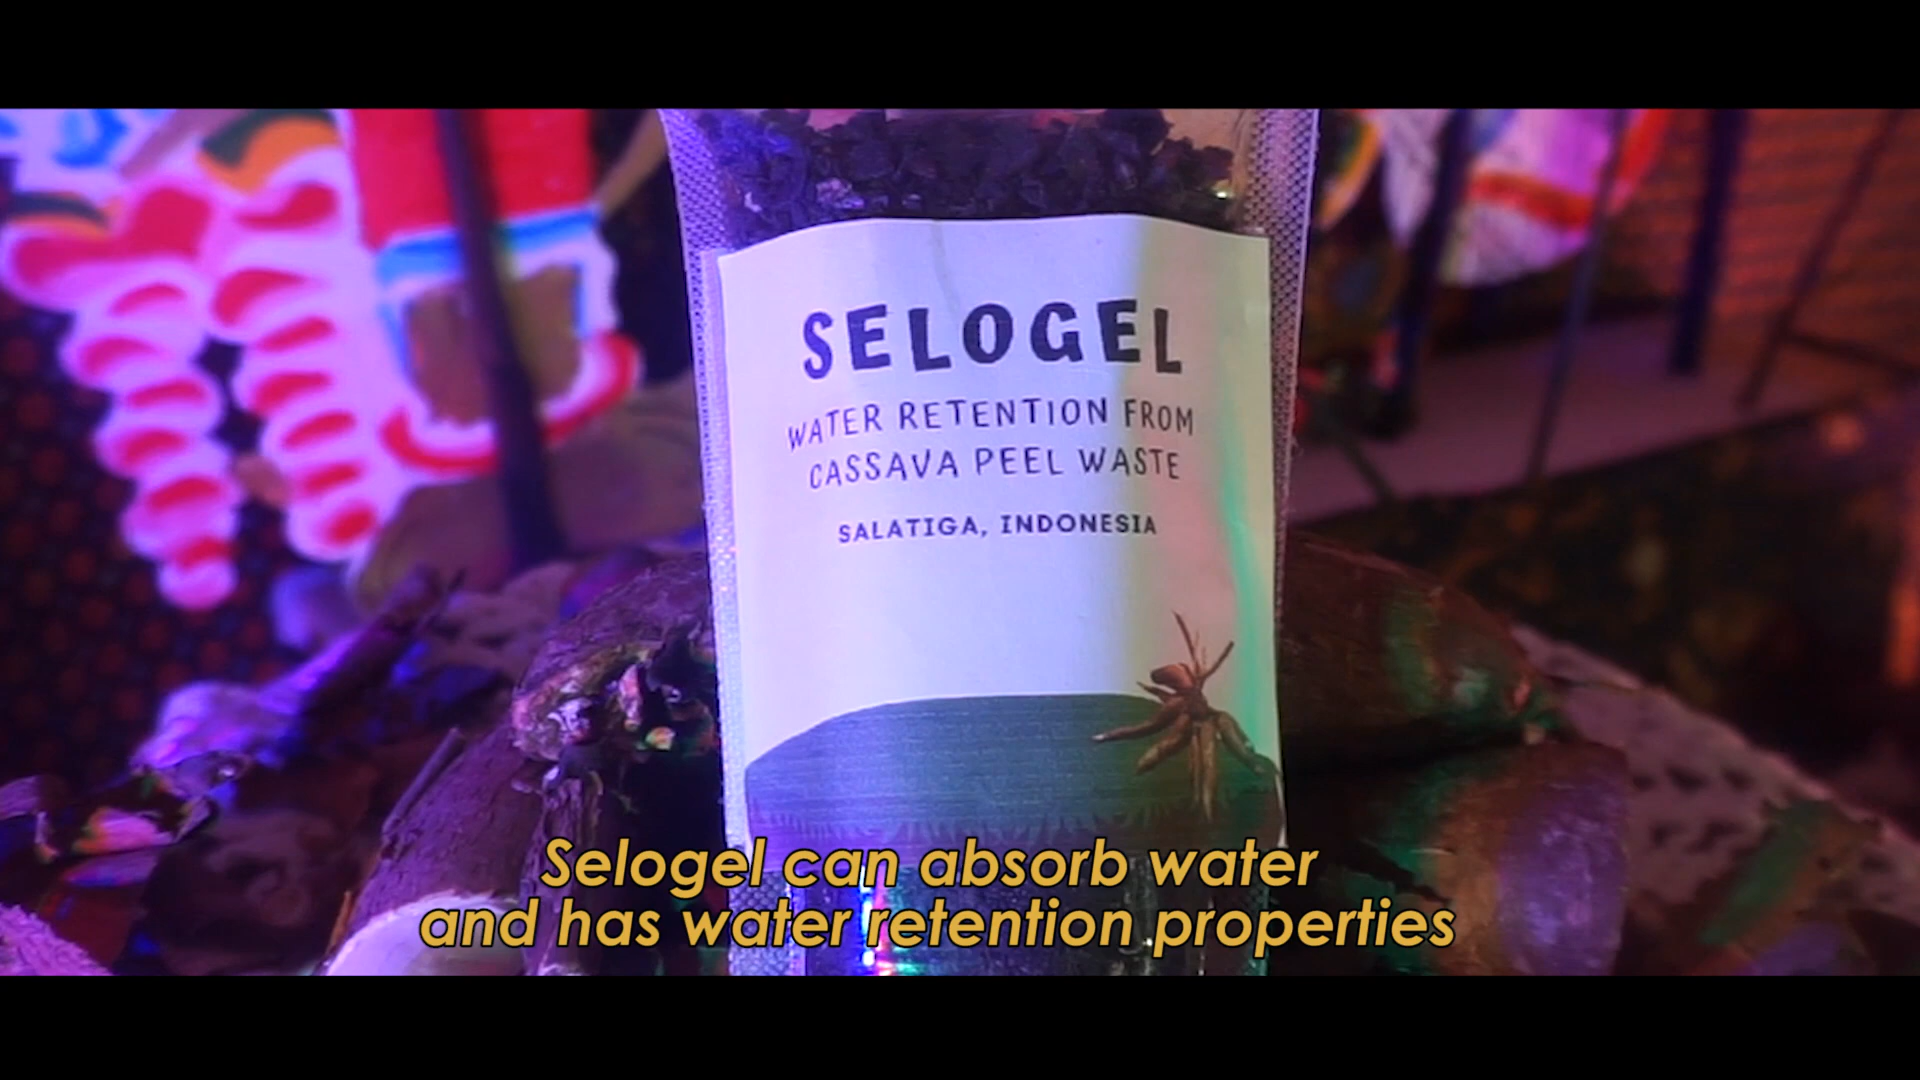 SELOGEL
WATER RETENTION FROM
CASSAVA PEEL WASTE
SALATIGA, INDONESIA
Selogel can absorb water
and has water retention properties